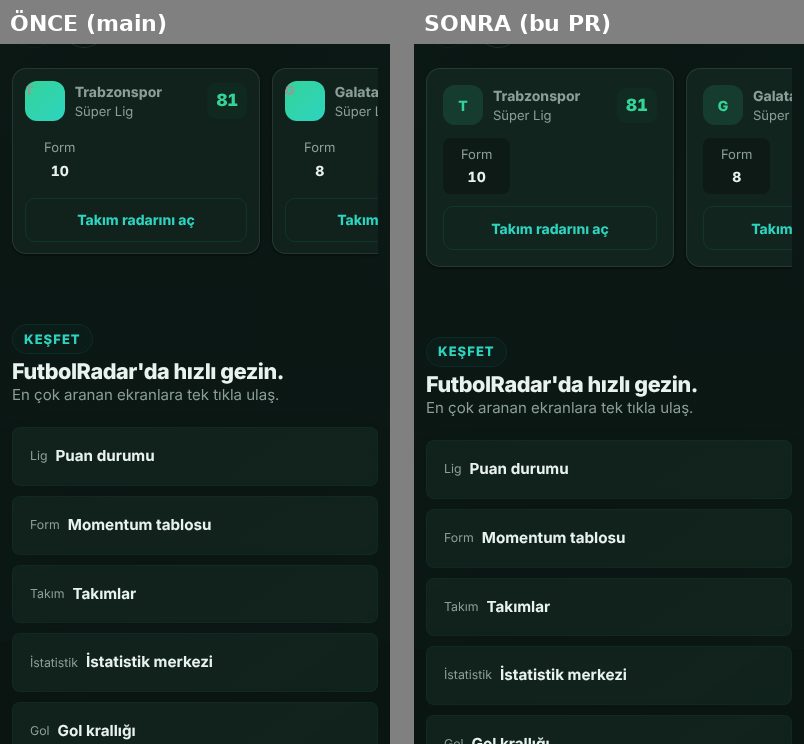 ÖNCE (main)
Trabzonspor
Süper Lig
81
Form
10
Takım radarını aç
Galata
Süper L
Form
8
Takım
KEŞFET
FutbolRadar'da hızlı gezin.
En çok aranan ekranlara tek tıkla ulaş.
Lig Puan durumu
Form Momentum tablosu
Takım Takımlar
İstatistik İstatistik merkezi
Gol Gol krallığı
SONRA (bu PR)
T
Trabzonspor
Süper Lig
81
Form
10
Takım radarını aç
G
Galata
Süper
Form
8
Takım
KEŞFET
FutbolRadar'da hızlı gezin.
En çok aranan ekranlara tek tıkla ulaş.
Lig Puan durumu
Form Momentum tablosu
Takım Takımlar
İstatistik İstatistik merkezi
Gol Gol krallığı